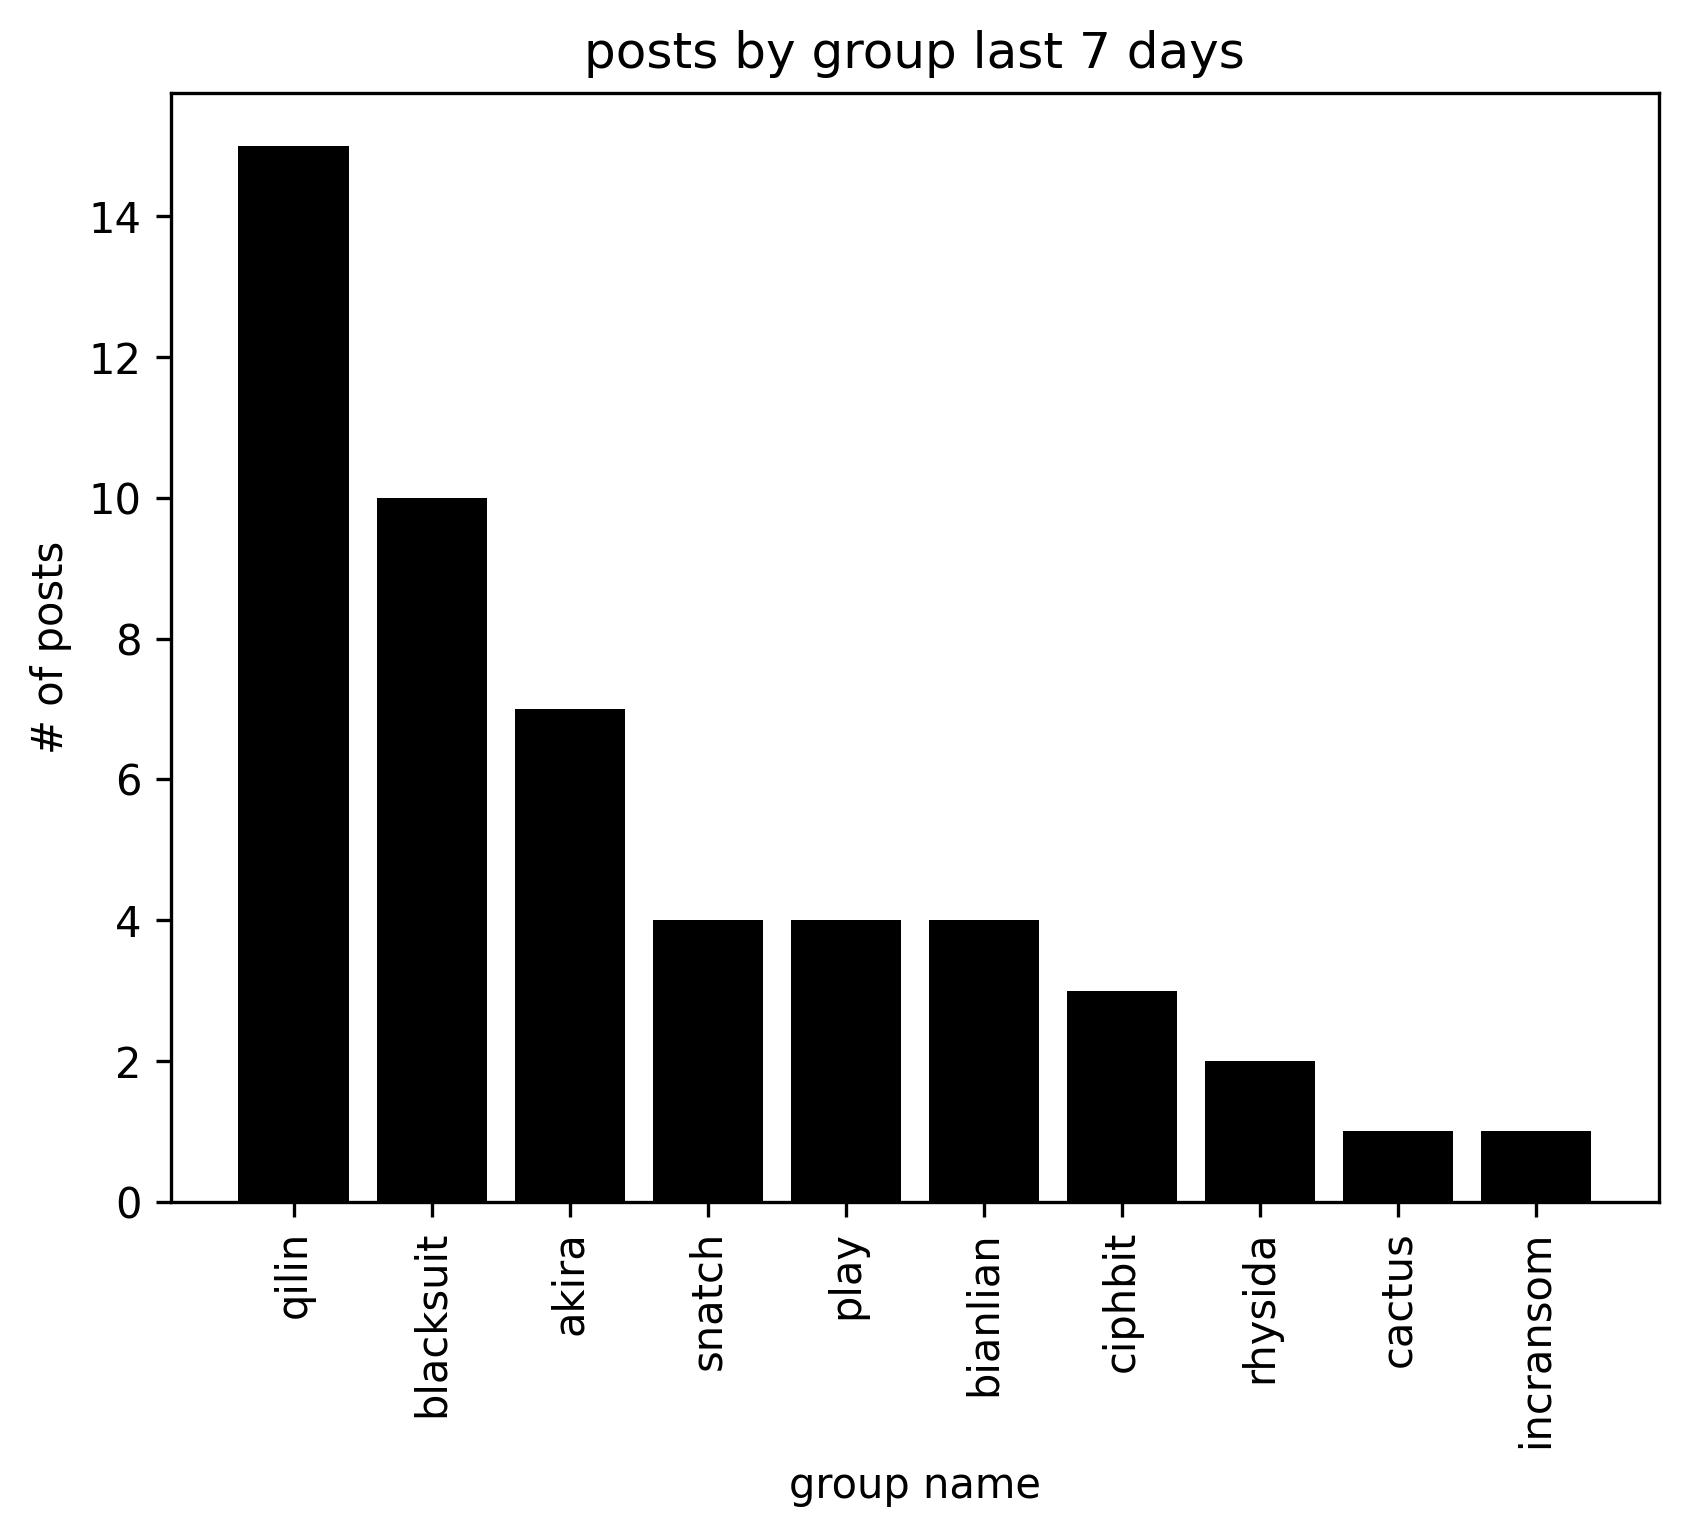 posts by group last 7 days
# of posts
14
12
10
8
6
4
2
0
qilin
blacksuit
akira
snatch
play
bianlian
ciphbit
rhysida
cactus
incransom
group name